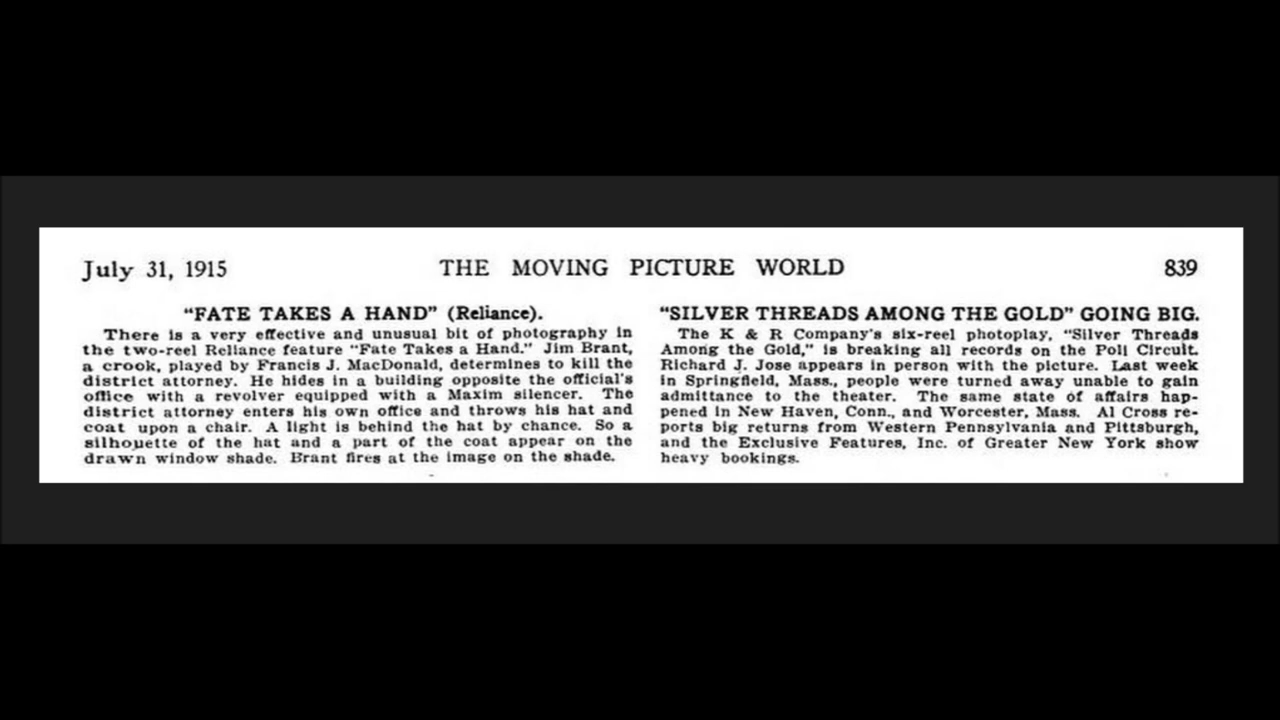 July 31, 1915 THE MOVING PICTURE WORLD 839
“FATE TAKES A HAND” (Reliance).
There is a very effective and unusual bit of photography in
the two-reel Reliance feature “Fate Takes a Hand.” Jim Brant,
a crook, played by Francis J. MacDonald, determines to kill the
district attorney. He hides in a building opposite the official's
office with a revolver equipped with a Maxim silencer. The
district attorney enters his own office and throws his hat and
coat upon a chair. A light is behind the hat by chance. So a
silhouette of the hat and a part of the coat appear on the
drawn window shade. Brant fires at the image on the shade.
“SILVER THREADS AMONG THE GOLD” GOING BIG.
The K & R Company's six-reel photoplay, “Silver Threads
Among the Gold,” is breaking all records on the Poli Circuit.
Richard J. Jose appears in person with the picture. Last week
in Springfield, Mass., people were turned away unable to gain
admittance to the theater. The same state of affairs hap-
pened in New Haven, Conn., and Worcester, Mass. Al Cross re-
ports big returns from Western Pennsylvania and Pittsburgh,
and the Exclusive Features, Inc. of Greater New York show
heavy bookings.